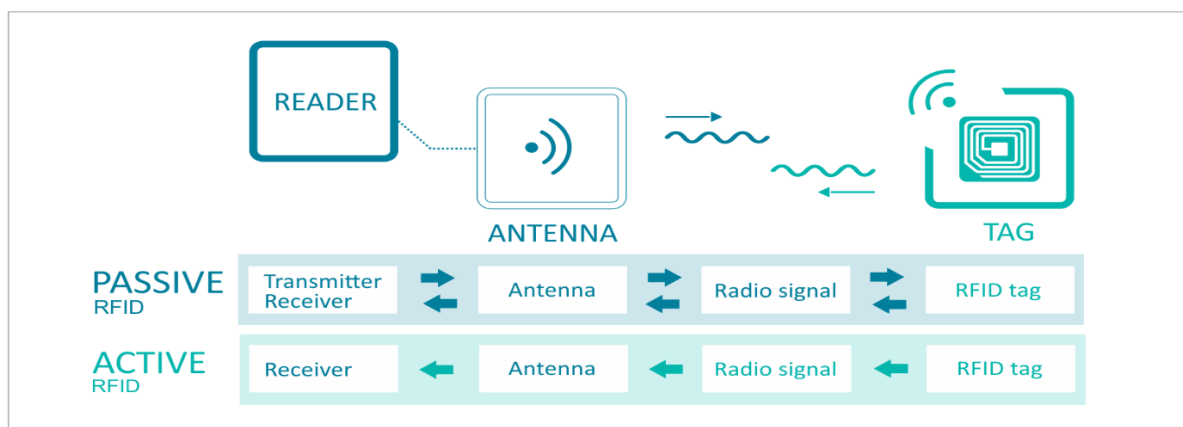 READER
ANTENNA
TAG
PASSIVE
RFID
Transmitter
Receiver
Antenna
Radio signal
RFID tag
ACTIVE
RFID
Receiver
Antenna
Radio signal
RFID tag